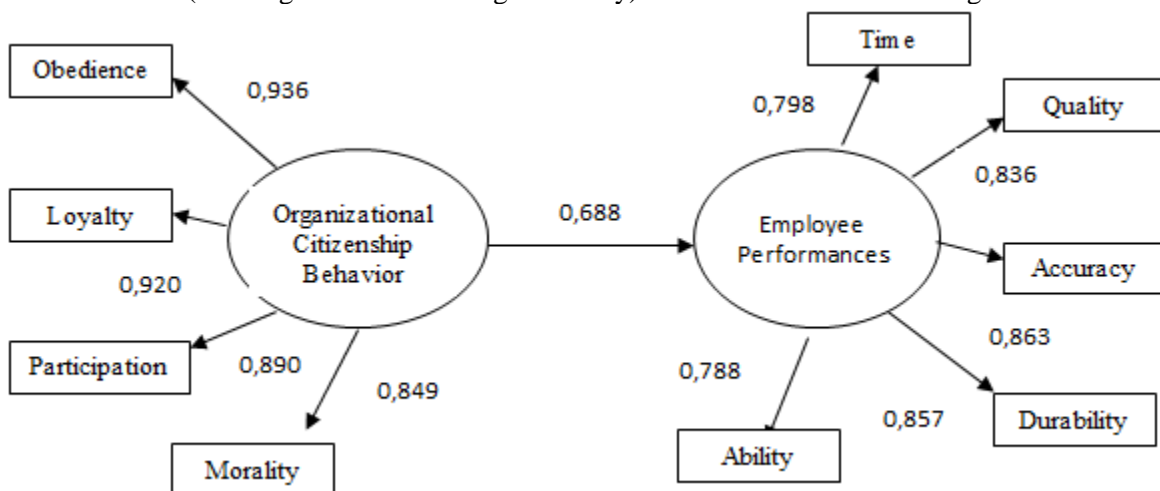 Time
Obedience
0,936
0,798
Quality
0,836
Loyalty
Organizational
Citizenship
Behavior
0,688
Employee
Performances
0,920
Accuracy
Participation
0,890
0,849
0,788
0,863
0,857
Durability
Morality
Ability